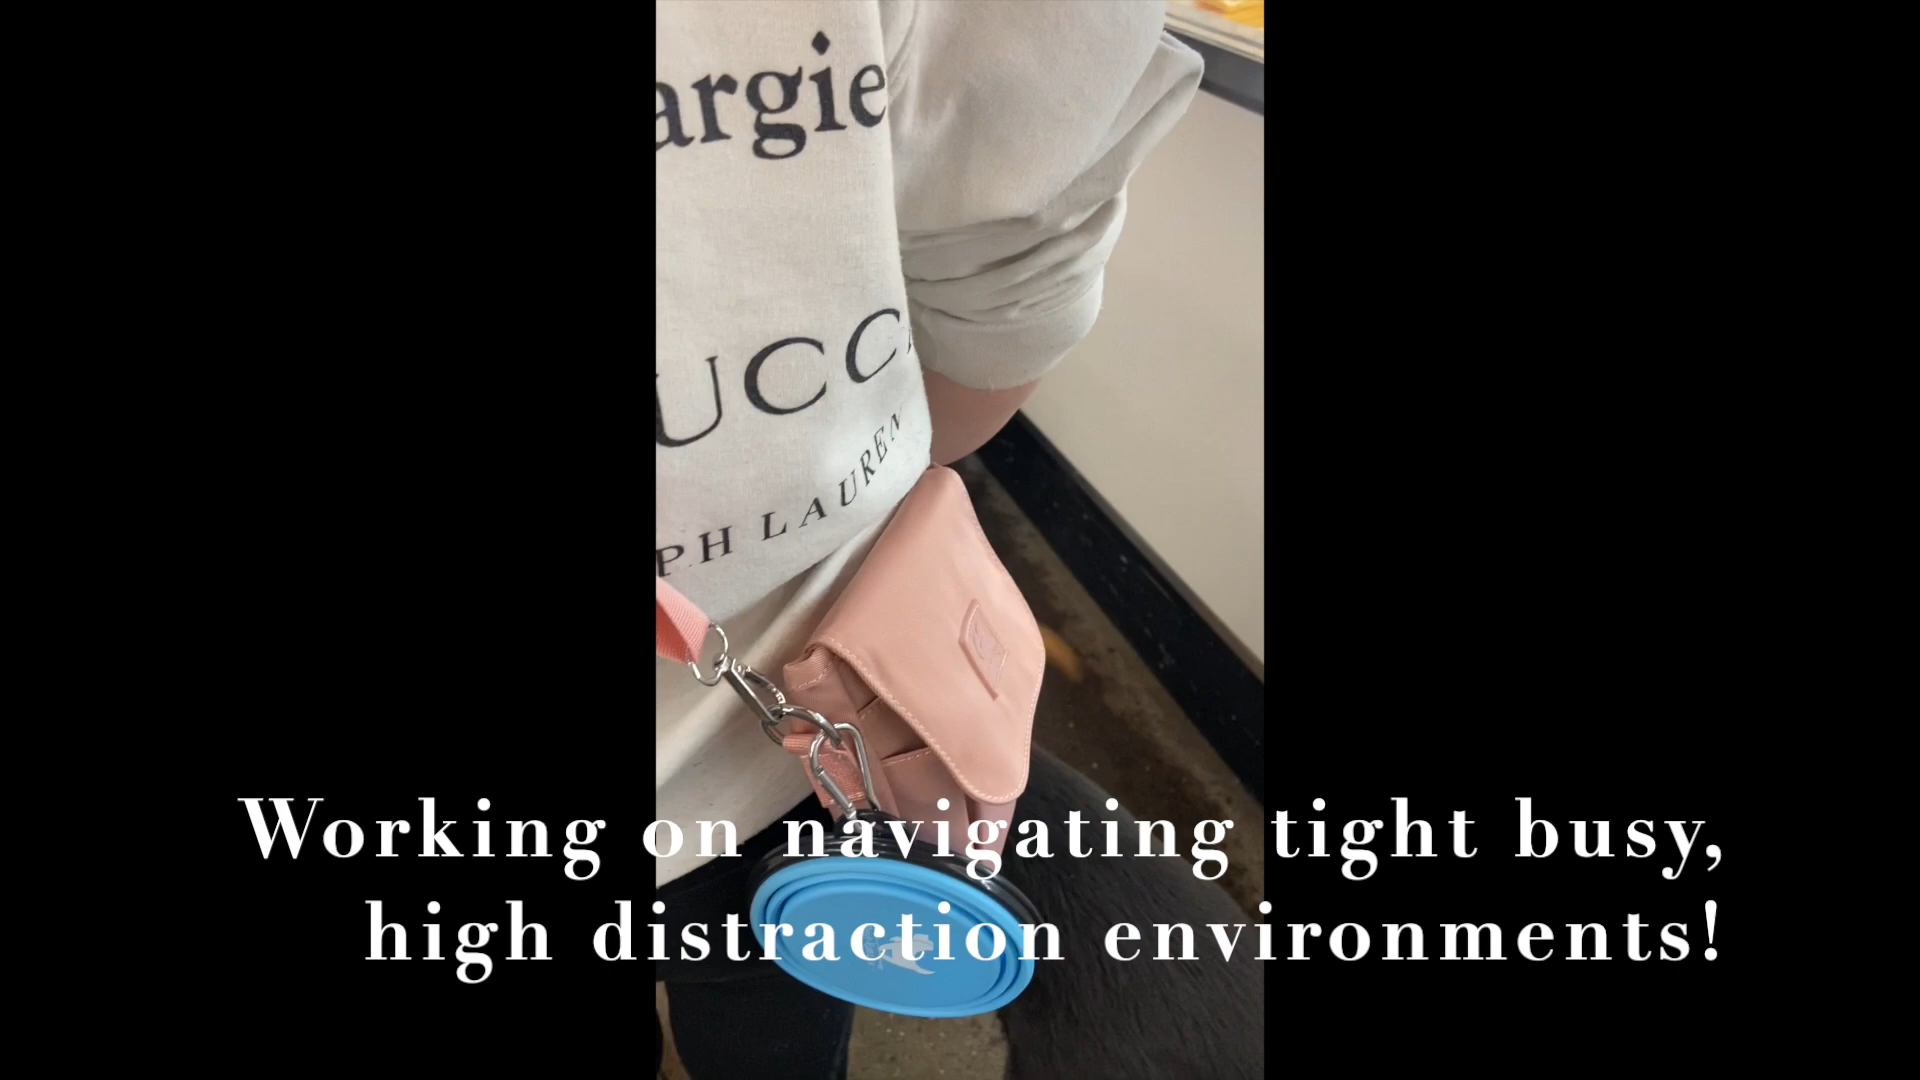 argie
UCC
PH LAUREN
Working on navigating tight busy,
high distraction environments!